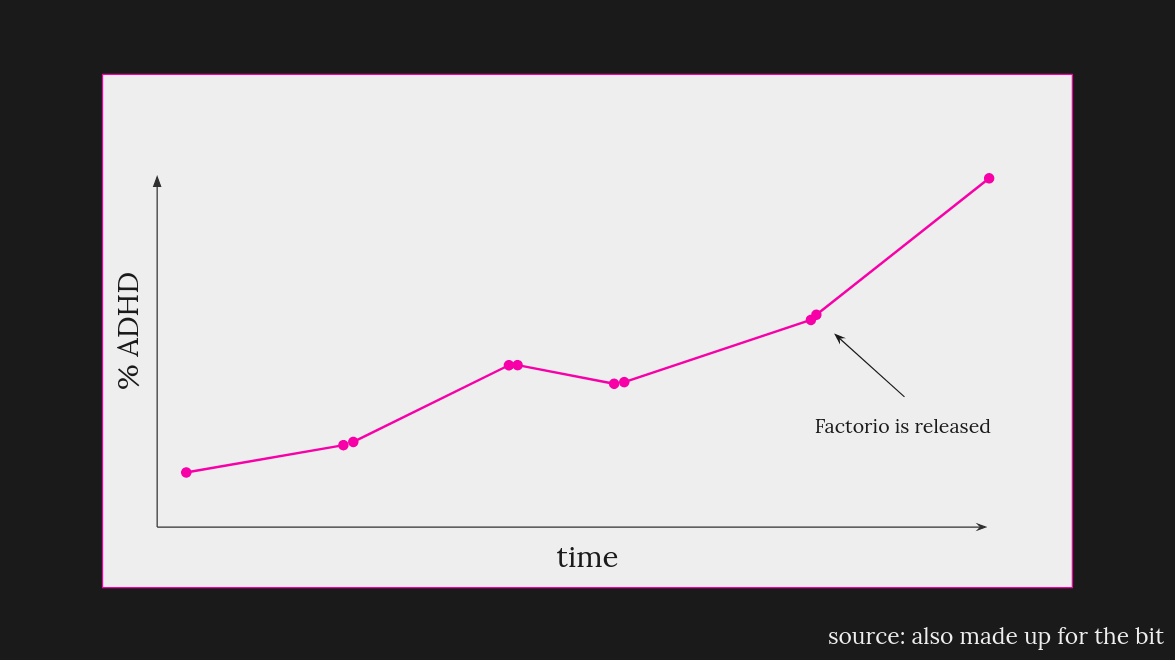 % ADHD
Factorio is released
time
source: also made up for the bit